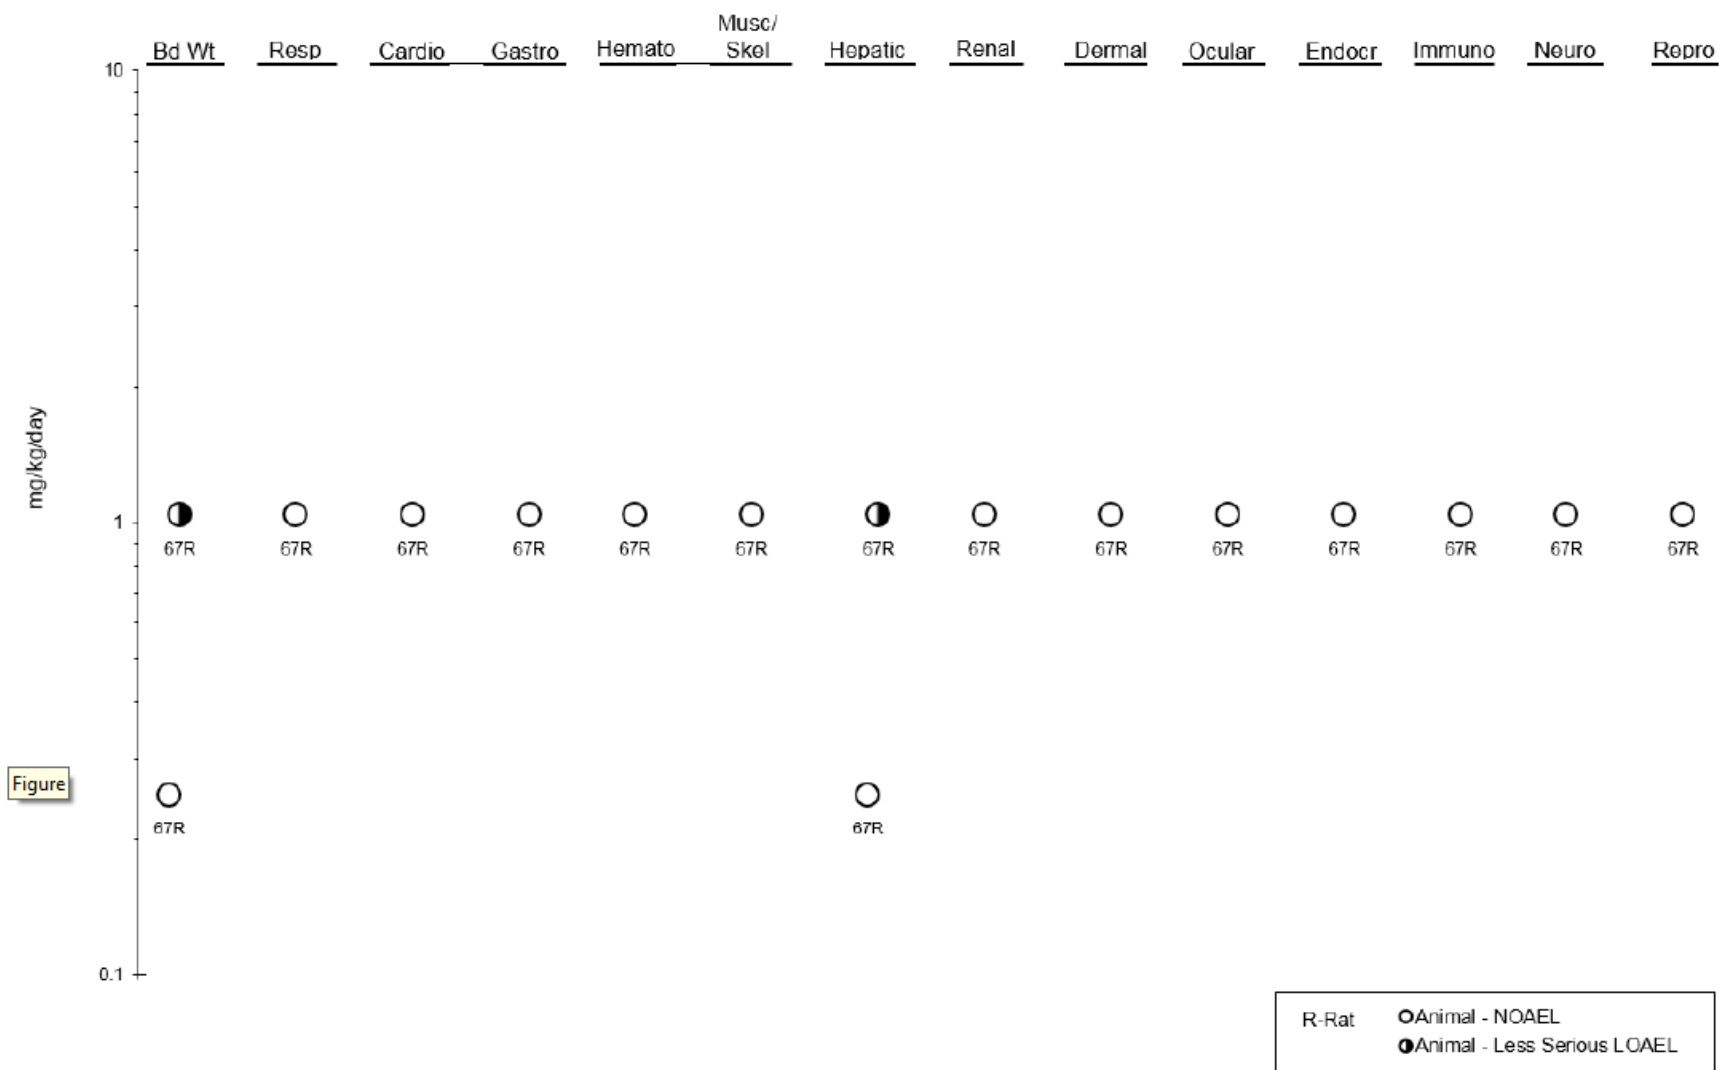 Musc/
Bd Wt Resp Cardio Gastro Hemato Skel Hepatic Renal Dermal Ocular Endocr Immuno Neuro Repro
10
mg/kg/day
1
67R 67R 67R 67R 67R 67R 67R 67R 67R 67R 67R 67R 67R 67R
Figure
67R 67R
0.1
R-Rat Animal - NOAEL
Animal - Less Serious LOAEL